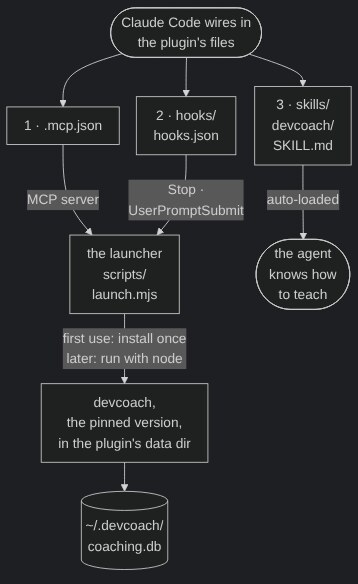 Claude Code wires in
the plugin's files
1 · .mcp.json
2 · hooks/
hooks.json
3 · skills/
devcoach/
SKILL.md
MCP server
Stop ·
UserPromptSubmit
auto-loaded
the launcher
scripts/
launch.mjs
the agent
knows how
to teach
first use: install once
later: run with node
devcoach,
the pinned version,
in the plugin's data dir
~/.devcoach/
coaching.db